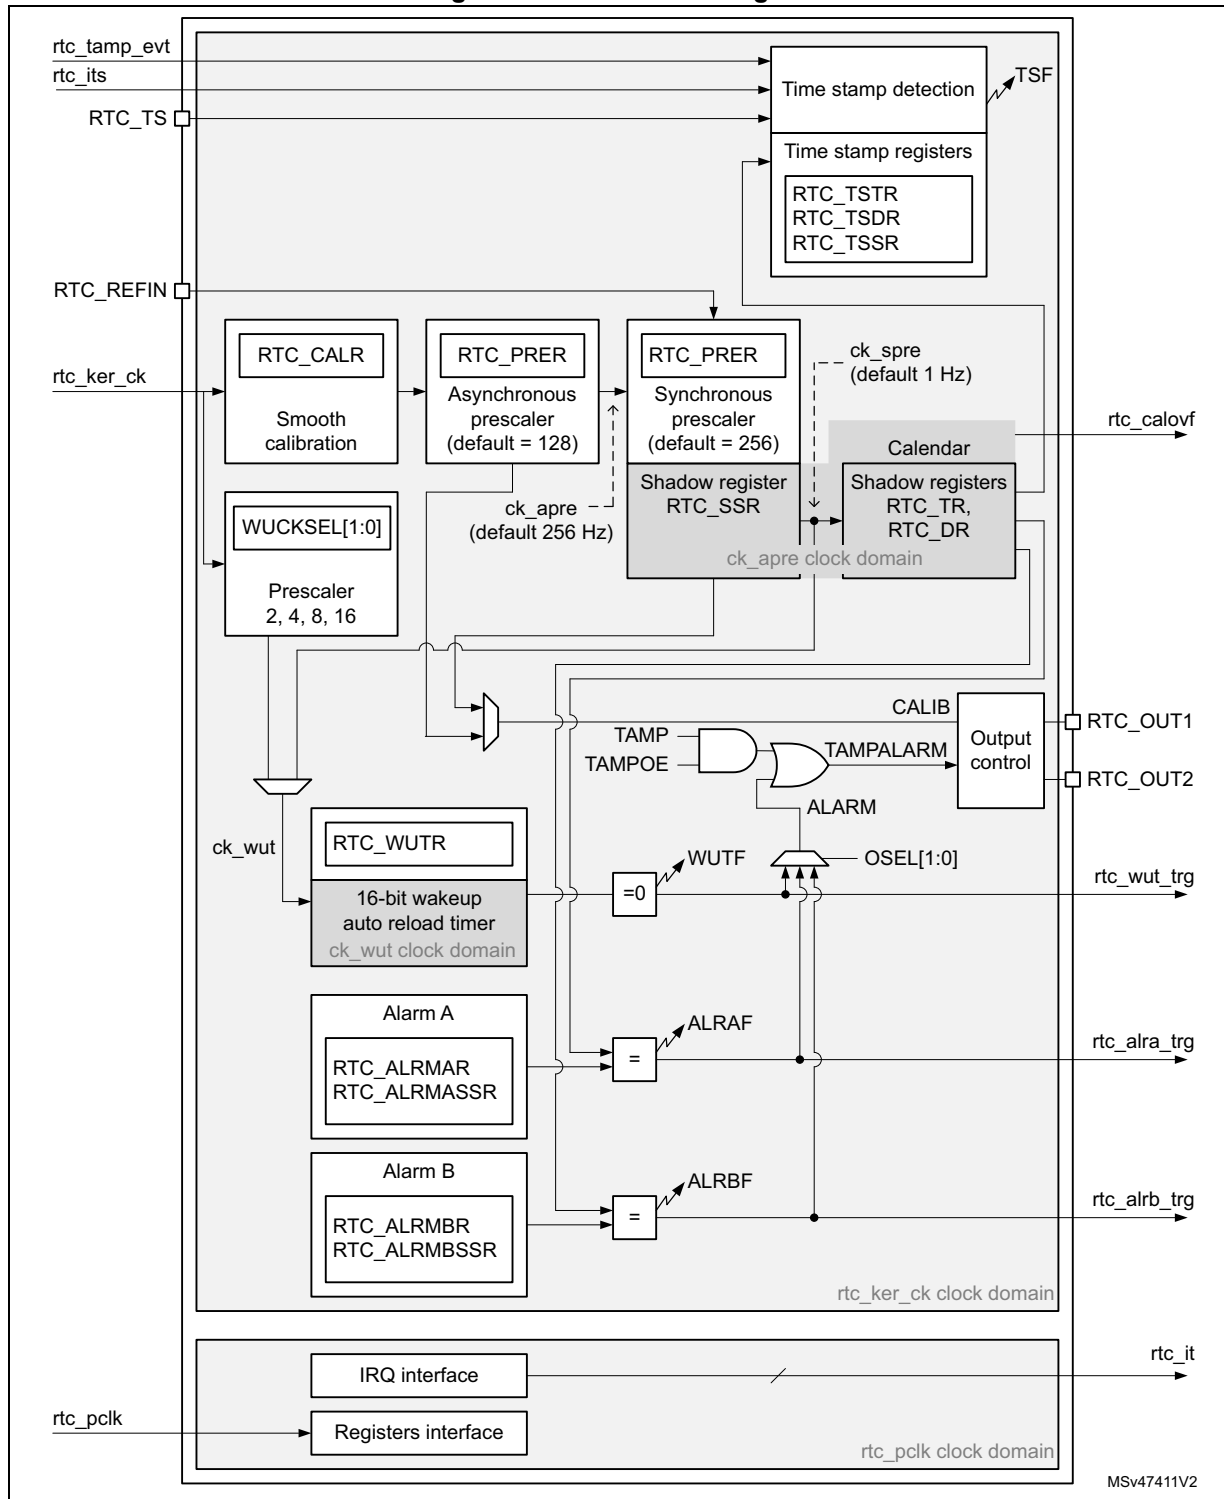 rtc_tamp_evt
rtc_its
RTC_TS
Time stamp detection
TSF
Time stamp registers
RTC_TSTR
RTC_TSDR
RTC_TSSR
RTC_REFIN
rtc_ker_ck
RTC_CALR
Smooth
calibration
RTC_PRER
Asynchronous
prescaler
(default = 128)
RTC_PRER
Synchronous
prescaler
(default = 256)
ck_spre
(default 1 Hz)
rtc_calovf
Calendar
Shadow register
RTC_SSR
Shadow registers
RTC_TR,
RTC_DR
ck_apre
(default 256 Hz)
ck_apre clock domain
WUCKSEL[1:0]
Prescaler
2, 4, 8, 16
CALIB
TAMP
TAMPOE
TAMPALARM
Output
control
RTC_OUT1
RTC_OUT2
ALARM
OSEL[1:0]
ck_wut
RTC_WUTR
16-bit wakeup
auto reload timer
ck_wut clock domain
=0
WUTF
rtc_wut_trg
Alarm A
RTC_ALRMAR
RTC_ALRMASSR
=
ALRAF
rtc_alra_trg
Alarm B
RTC_ALRMBR
RTC_ALRMBSSR
=
ALRBF
rtc_alrb_trg
rtc_ker_ck clock domain
IRQ interface
rtc_it
rtc_pclk
Registers interface
rtc_pclk clock domain
MSv47411V2